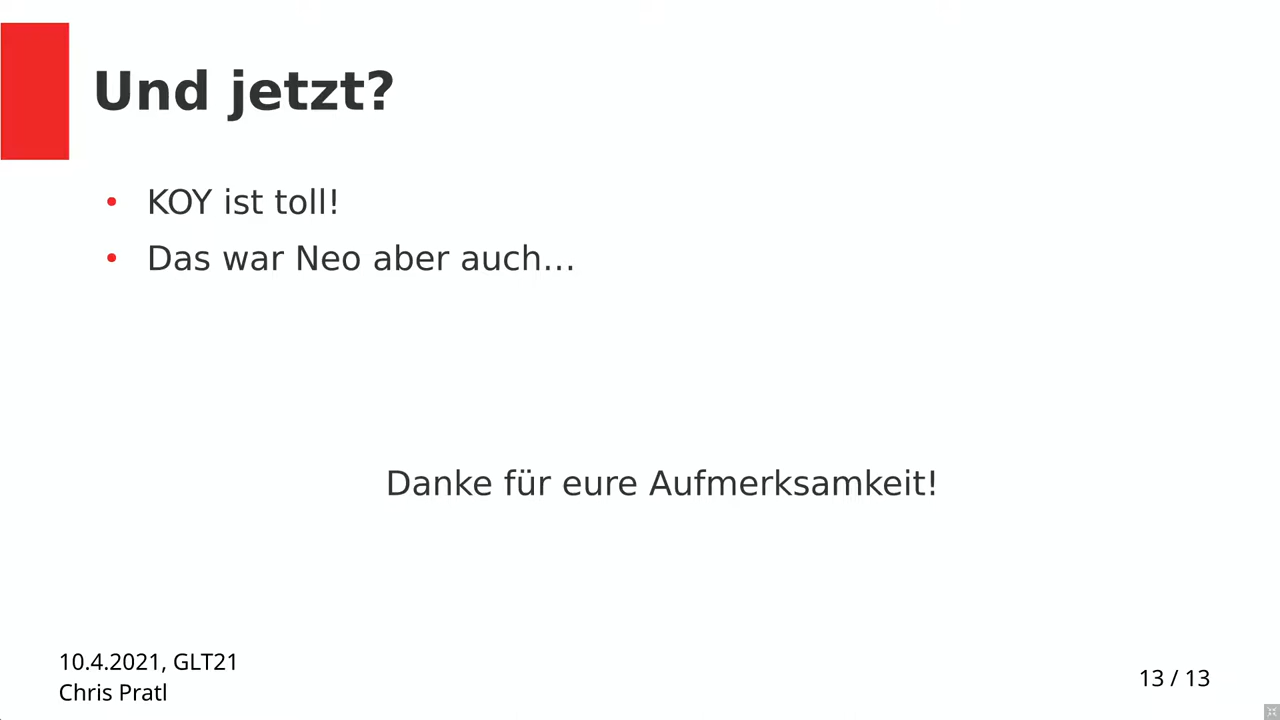 Und jetzt?
• KOY ist toll!
• Das war Neo aber auch…
Danke für eure Aufmerksamkeit!
10.4.2021, GLT21
Chris Pratl
13 / 13